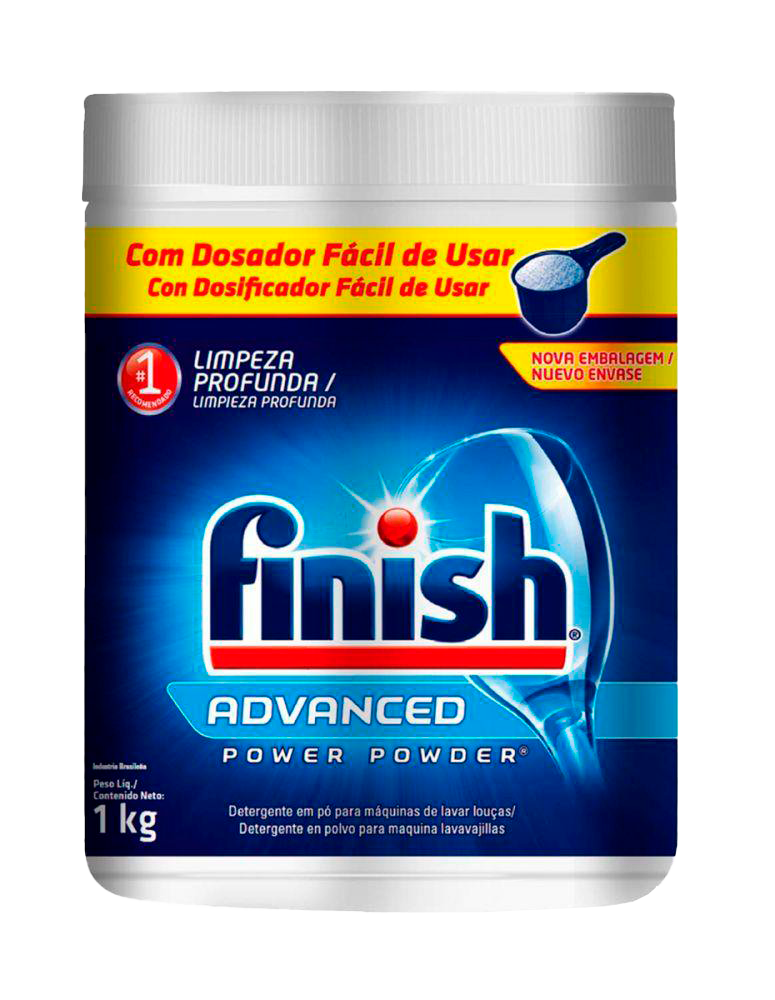 Com Dosador Fácil de Usar
Con Dosificador Fácil de Usar
#1
RECOMENDADO
LIMPEZA
PROFUNDA /
LIMPIEZA PROFUNDA
NOVA EMBALAGEM /
NUEVO ENVASE
finish®
ADVANCED
POWER POWDER®
Indústria Brasileira
Peso Líq./
Contenido Neto:
1 kg
Detergente em pó para máquinas de lavar louças/
Detergente en polvo para maquina lavavajillas